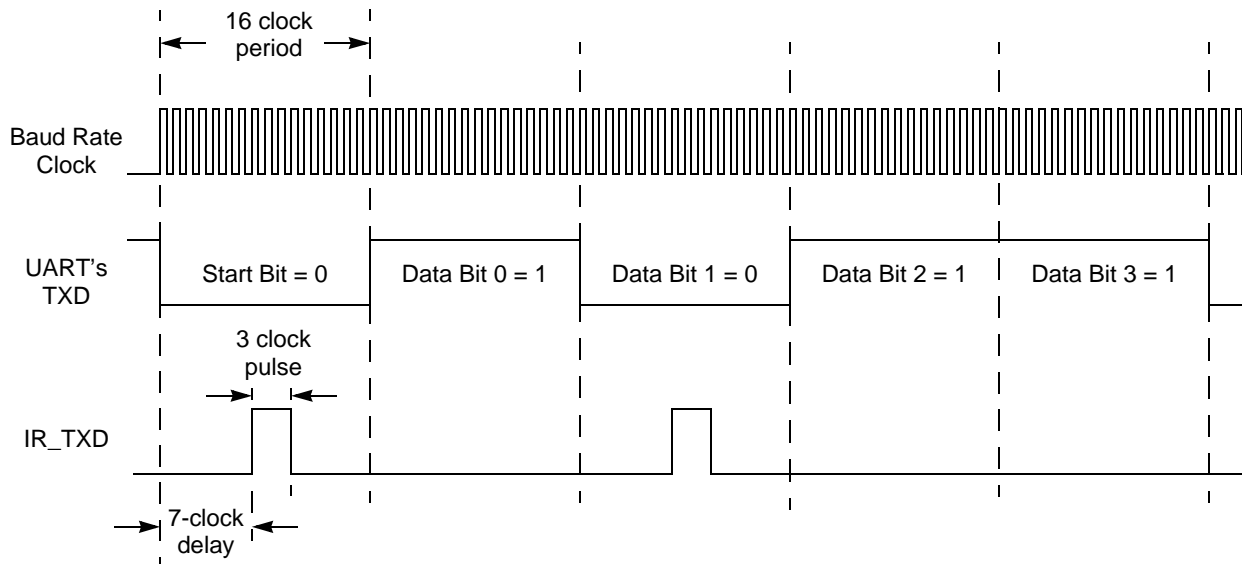 16 clock
period
Baud Rate
Clock
UART's
TXD
Start Bit = 0
Data Bit 0 = 1
Data Bit 1 = 0
Data Bit 2 = 1
Data Bit 3 = 1
3 clock
pulse
IR_TXD
7-clock
delay